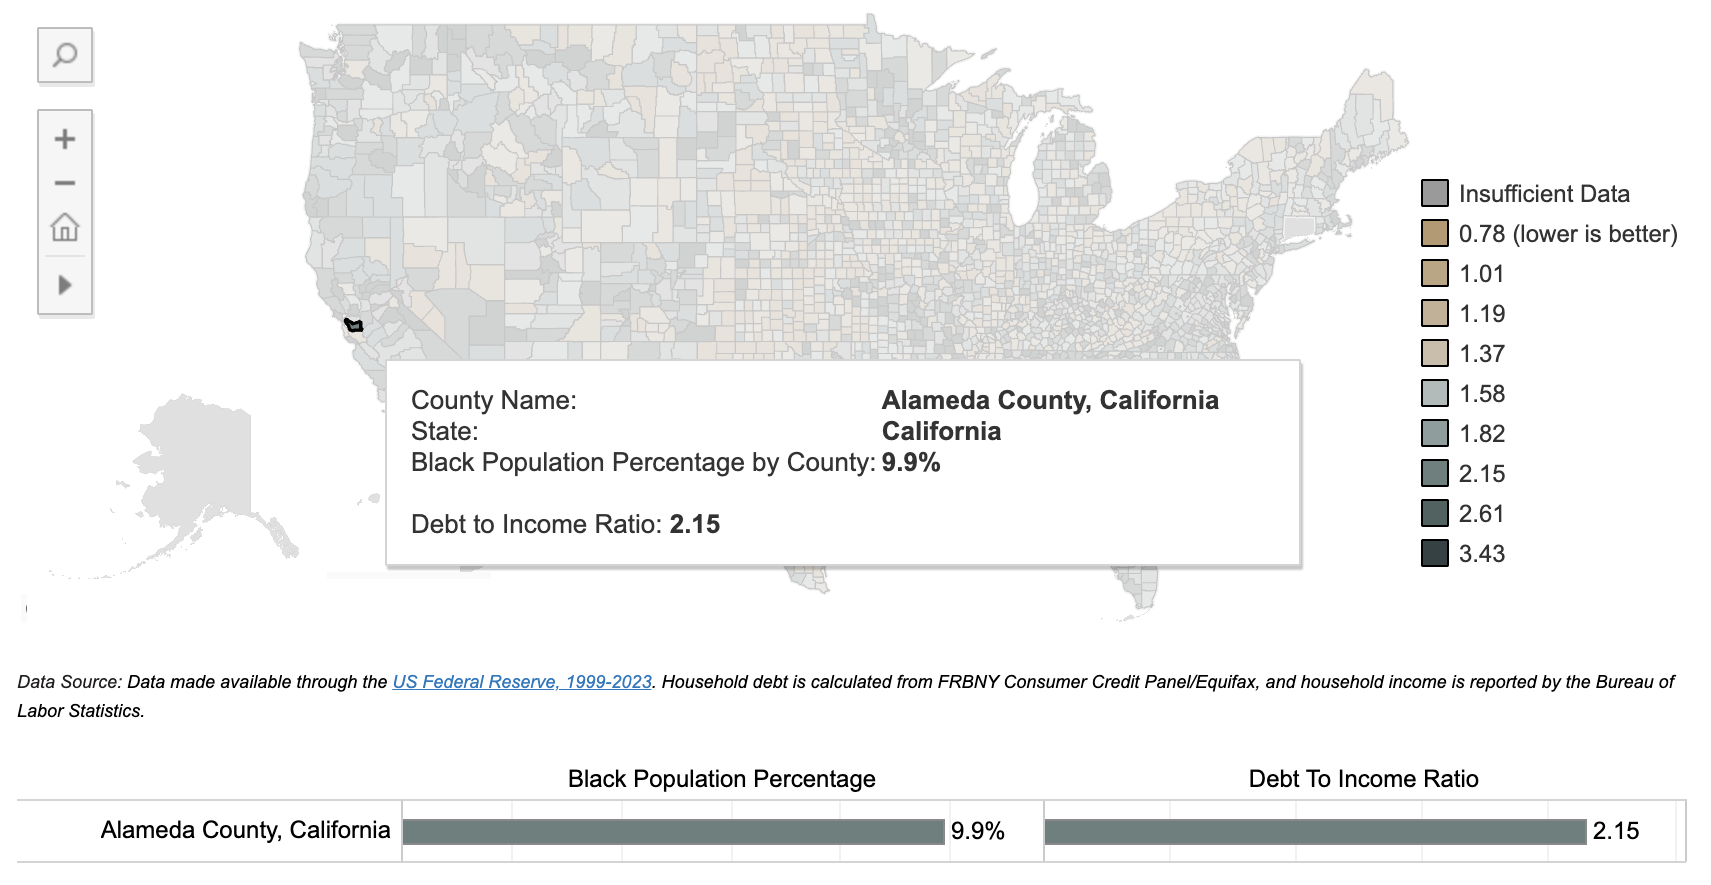 Insufficient Data
0.78 (lower is better)
1.01
1.19
1.37
1.58
1.82
2.15
2.61
3.43
County Name: Alameda County, California
State: California
Black Population Percentage by County: 9.9%
Debt to Income Ratio: 2.15
Data Source: Data made available through the US Federal Reserve, 1999-2023. Household debt is calculated from FRBNY Consumer Credit Panel/Equifax, and household income is reported by the Bureau of
Labor Statistics.
Black Population Percentage Debt To Income Ratio
Alameda County, California 9.9% 2.15